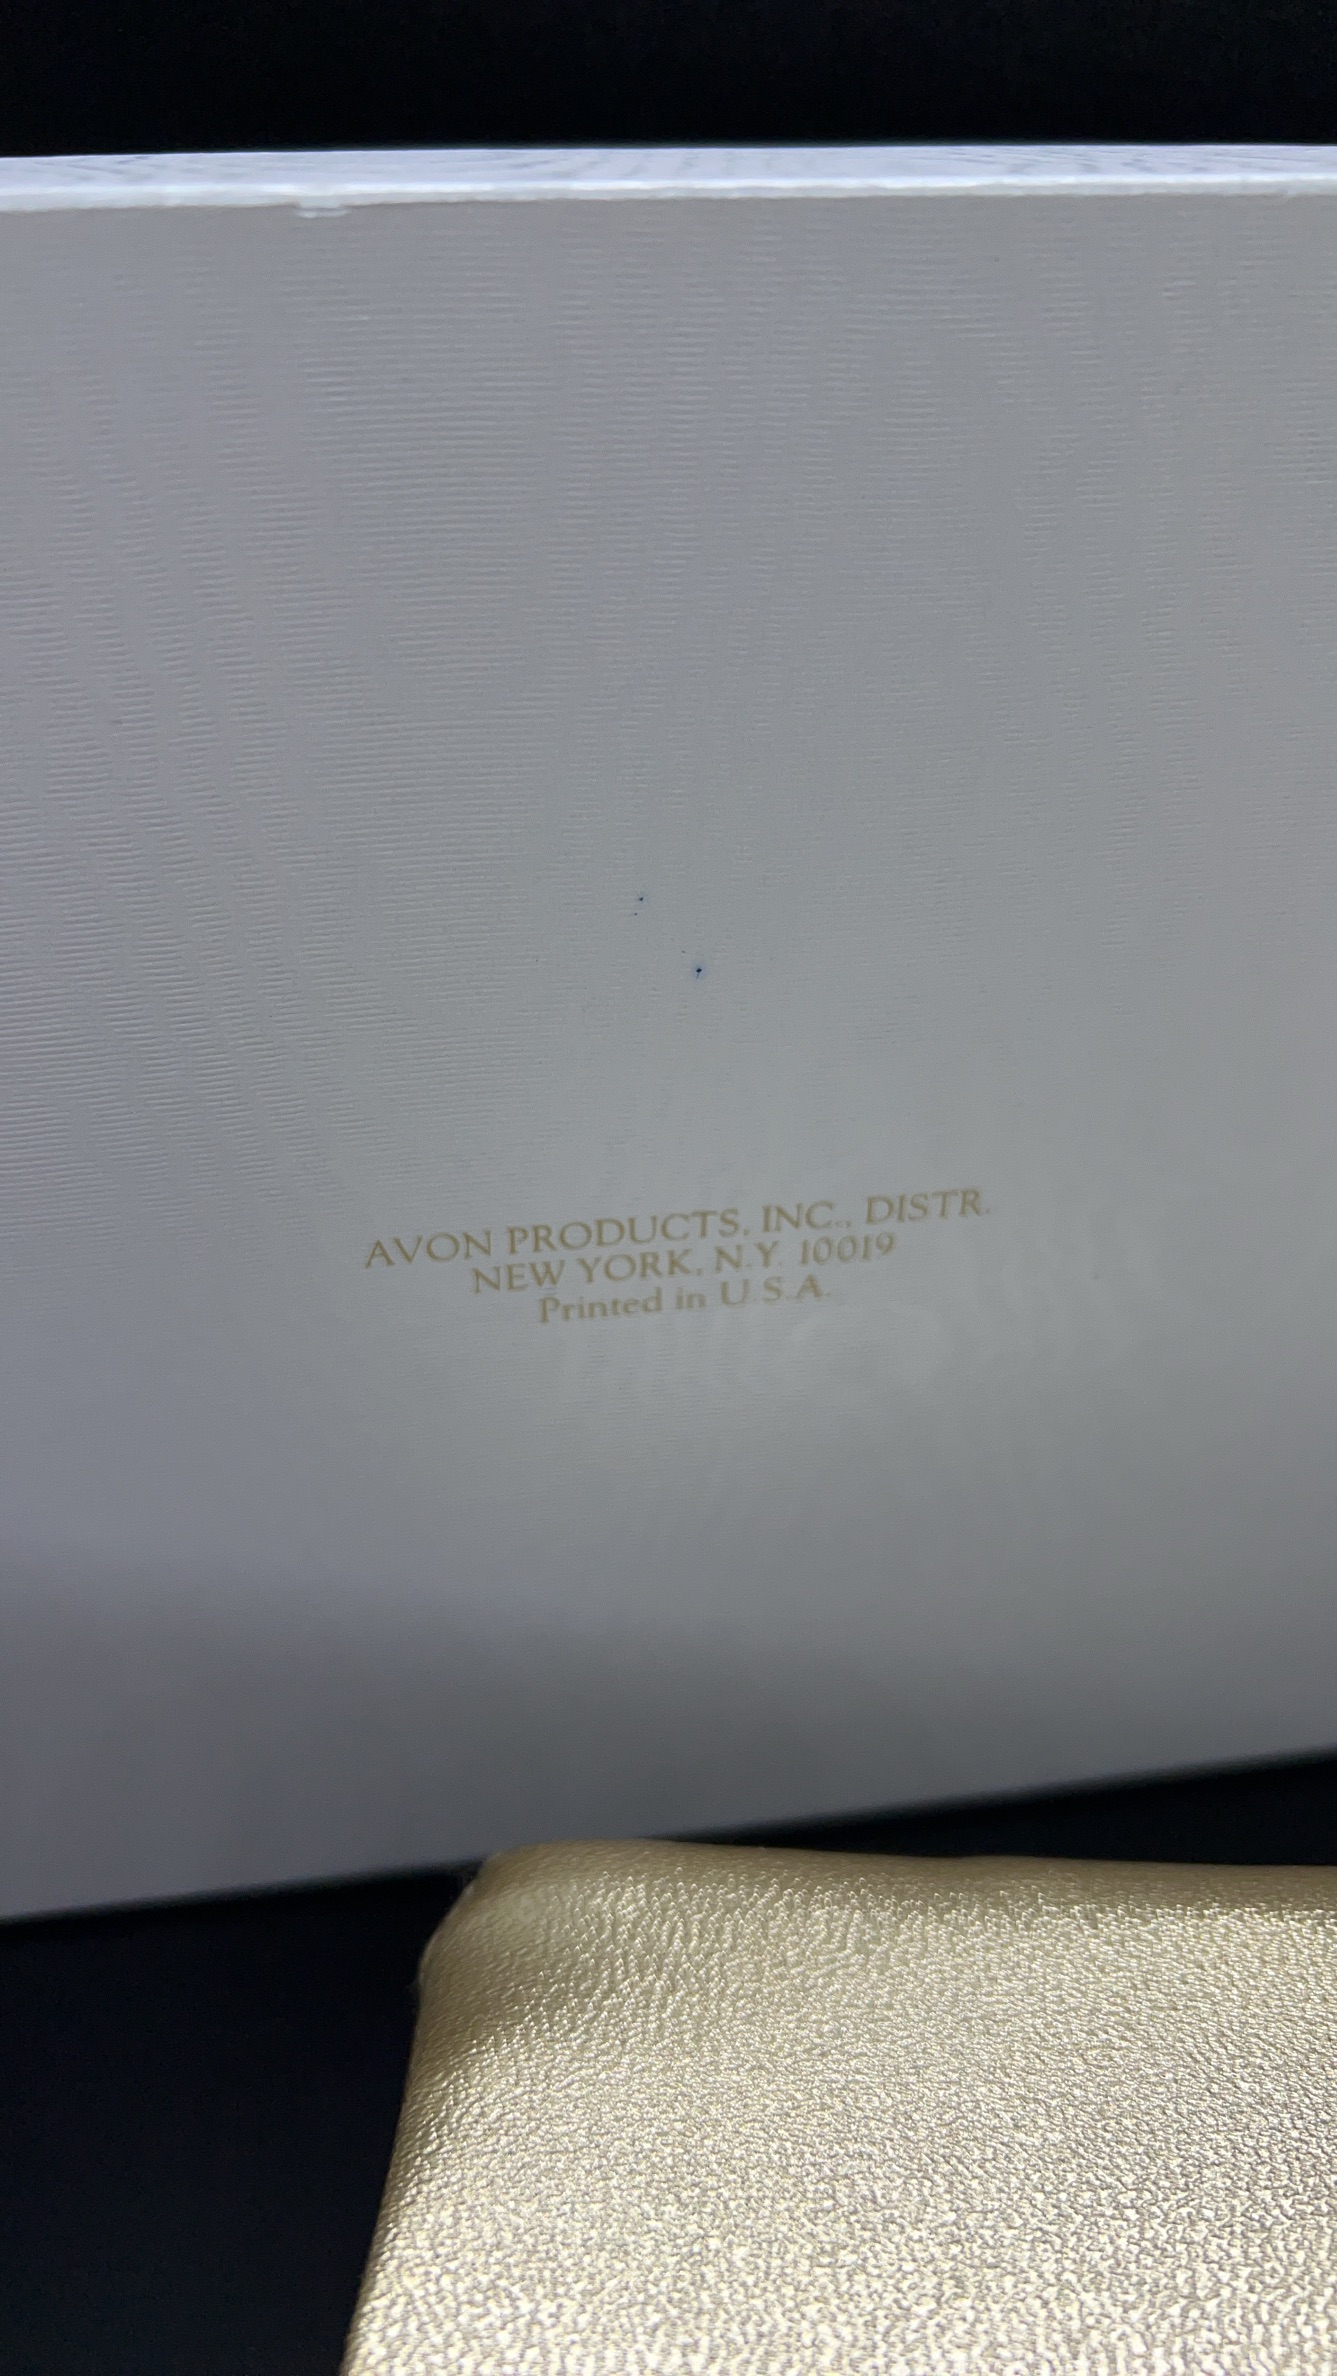 AVON PRODUCTS, INC., DISTR.
NEW YORK, N.Y. 10019
Printed in U.S.A.